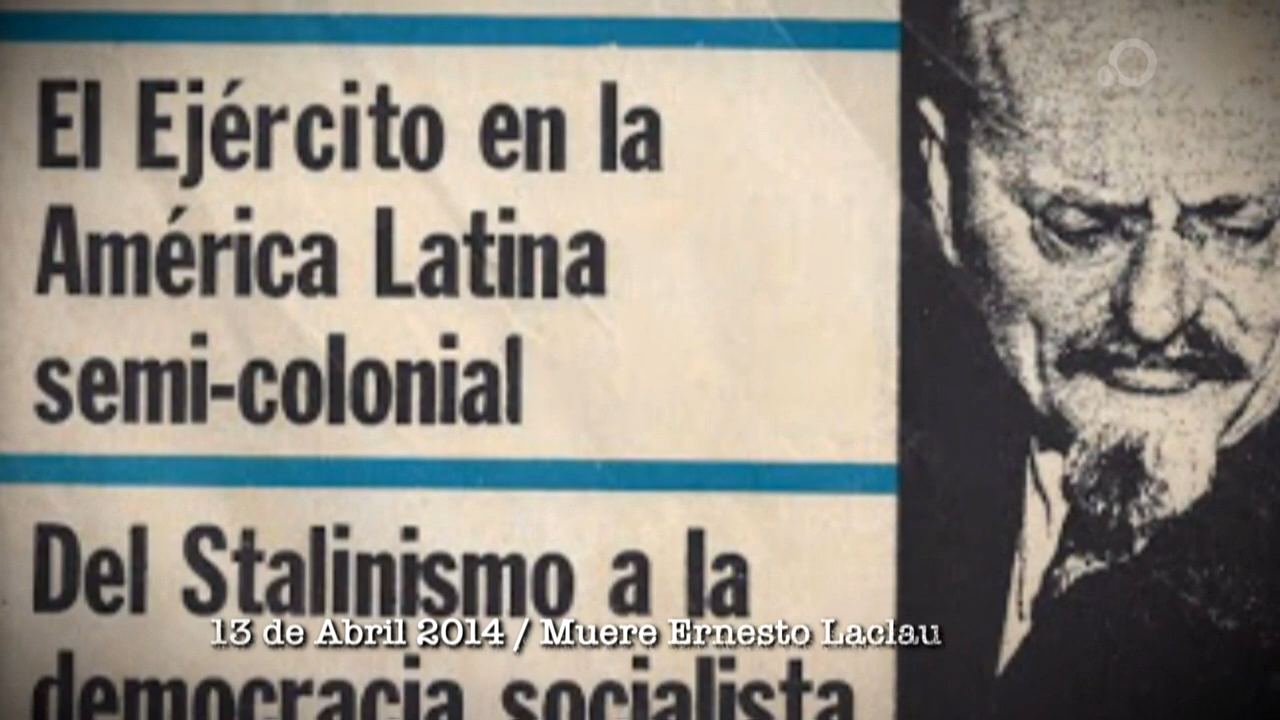 El Ejército en la
América Latina
semi-colonial
Del Stalinismo a la
13 de Abril 2014 / Muere Ernesto Laclau
democracia socialista